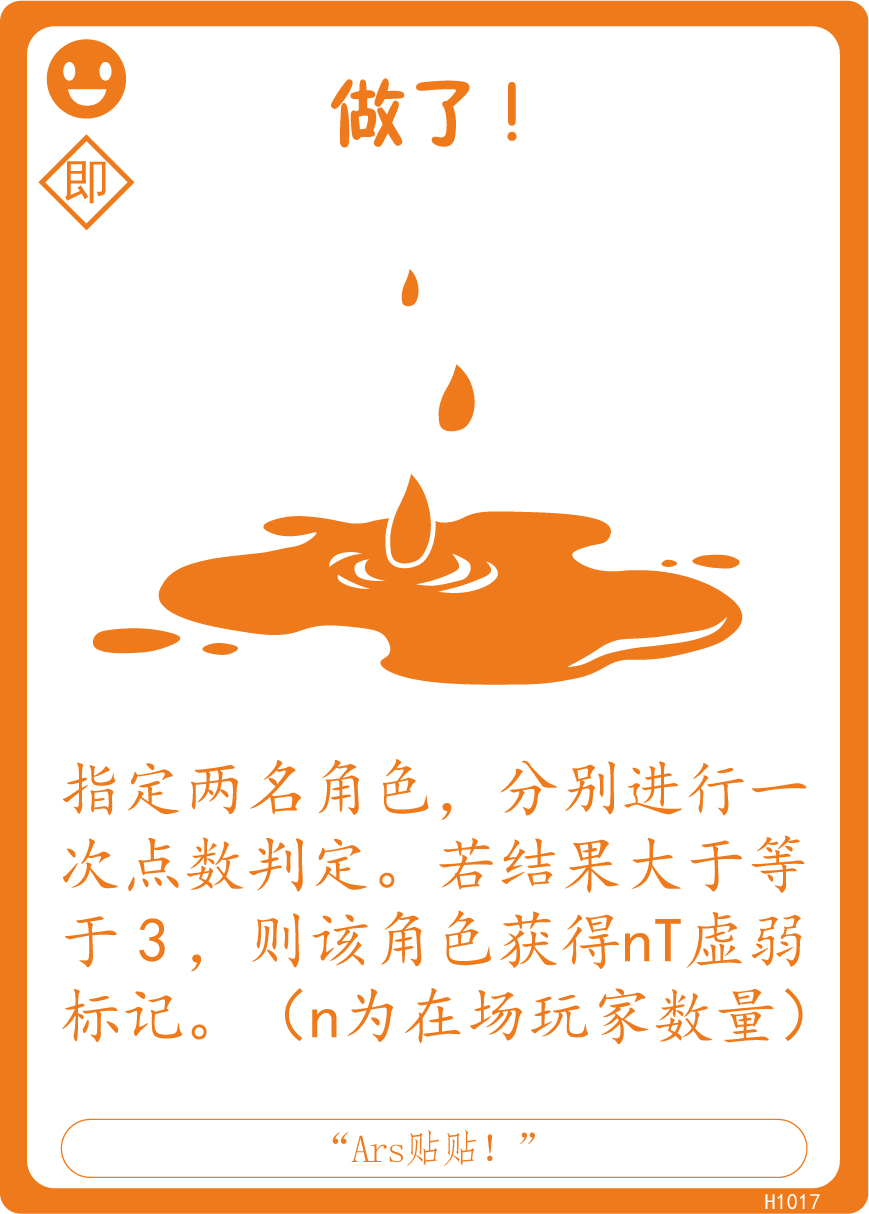 做了！
即
指定两名角色，分别进行一
次点数判定。若结果大于等
于3，则该角色获得nT虚弱
标记。（n为在场玩家数量）
“Ars贴贴！”
H1017